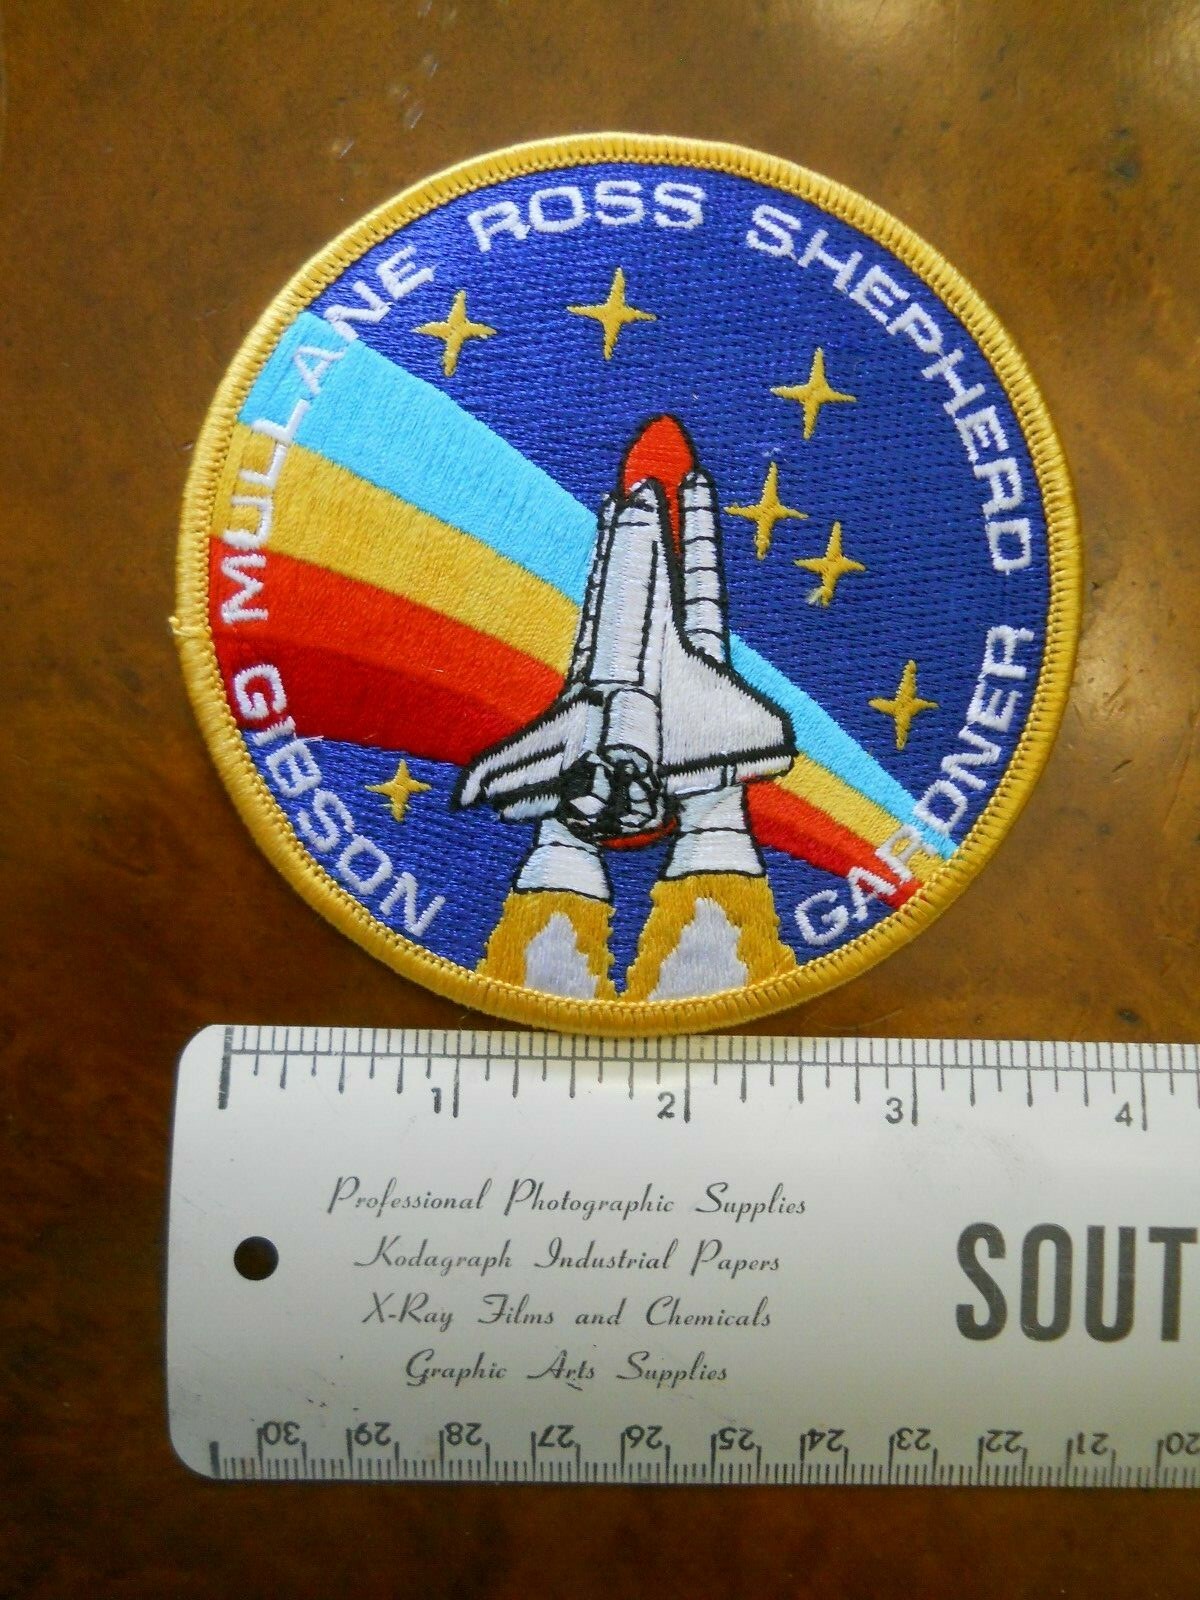 GIBSON MULLANE ROSS SHEPHERD GARDNER
1 2 3 4
Professional Photographic Supplies
Kodagraph Industrial Papers
X-Ray Films and Chemicals
Graphic Arts Supplies
SOUT
30 29 28 27 26 25 24 23 22 21 20